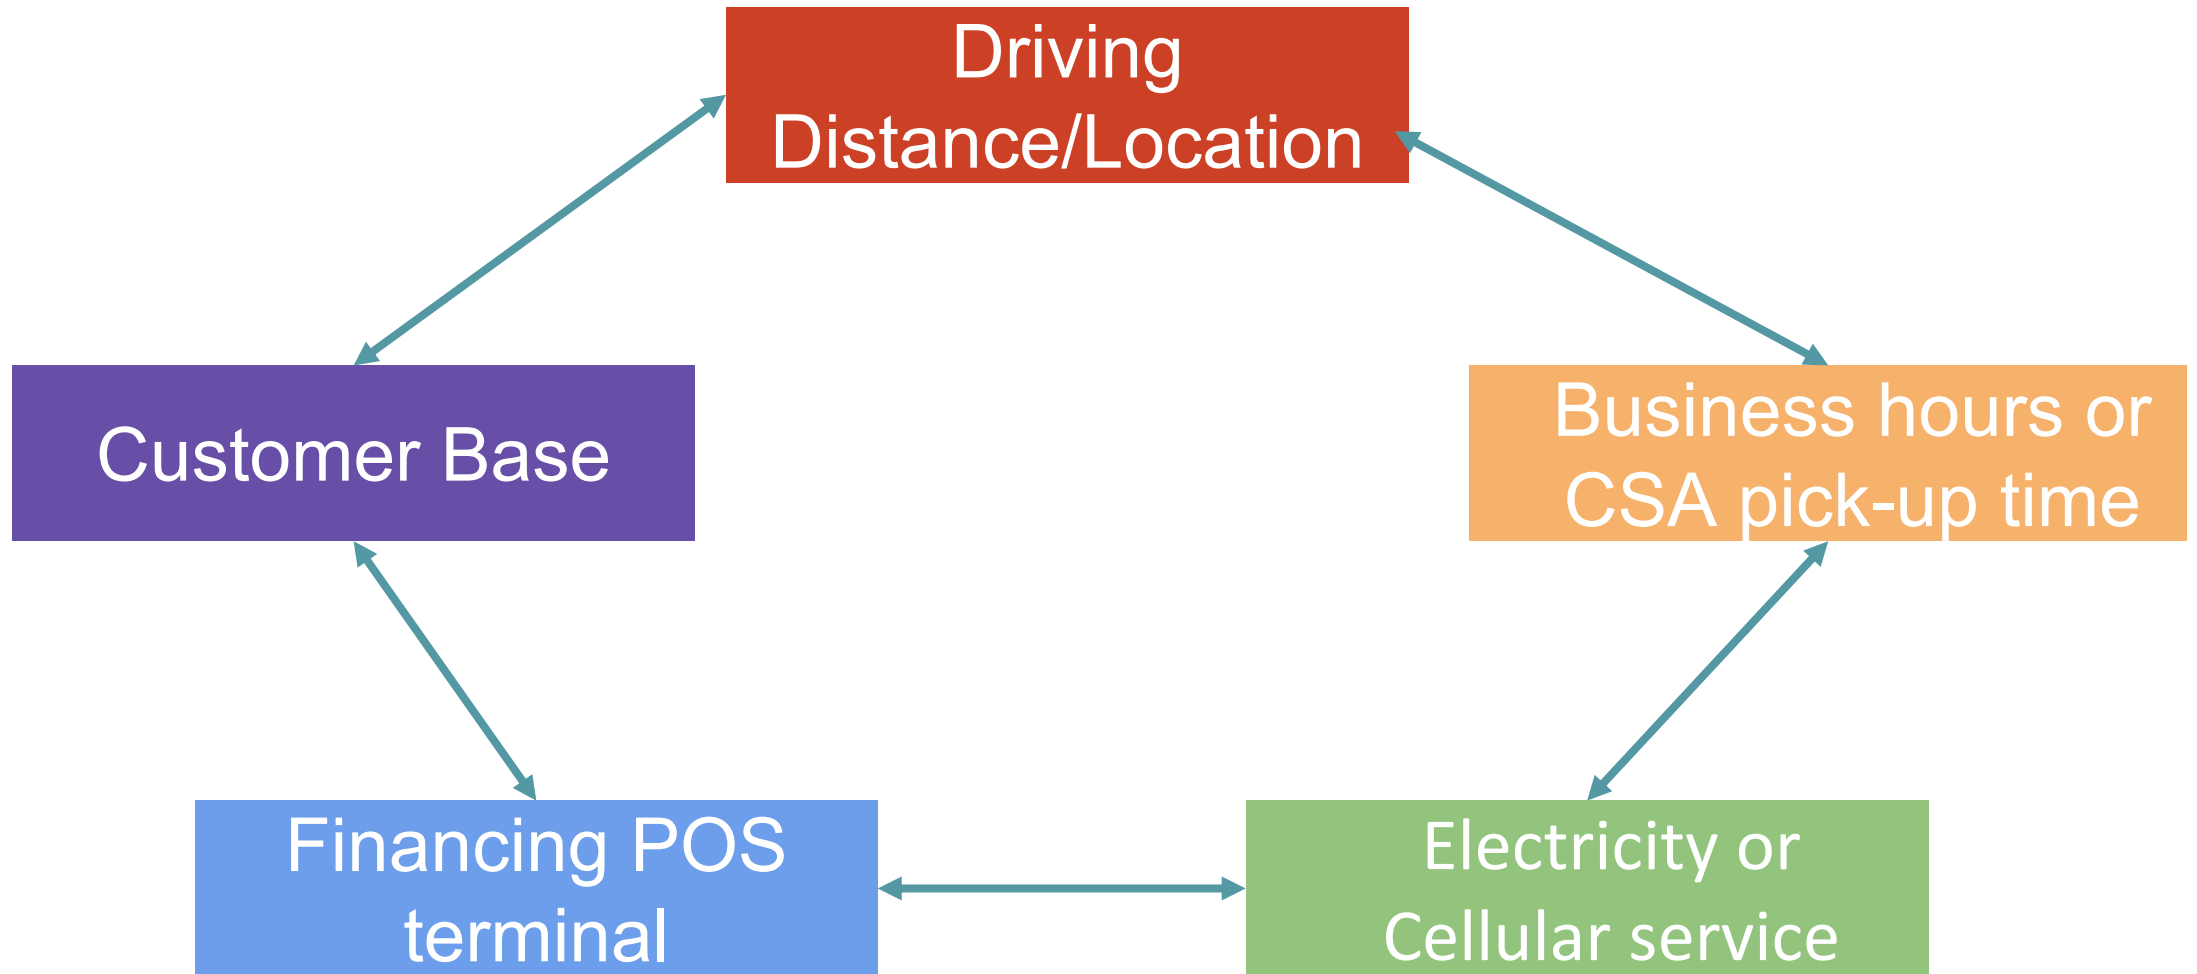 Driving
Distance/Location
Customer Base
Business hours or
CSA pick-up time
Financing POS
terminal
Electricity or
Cellular service